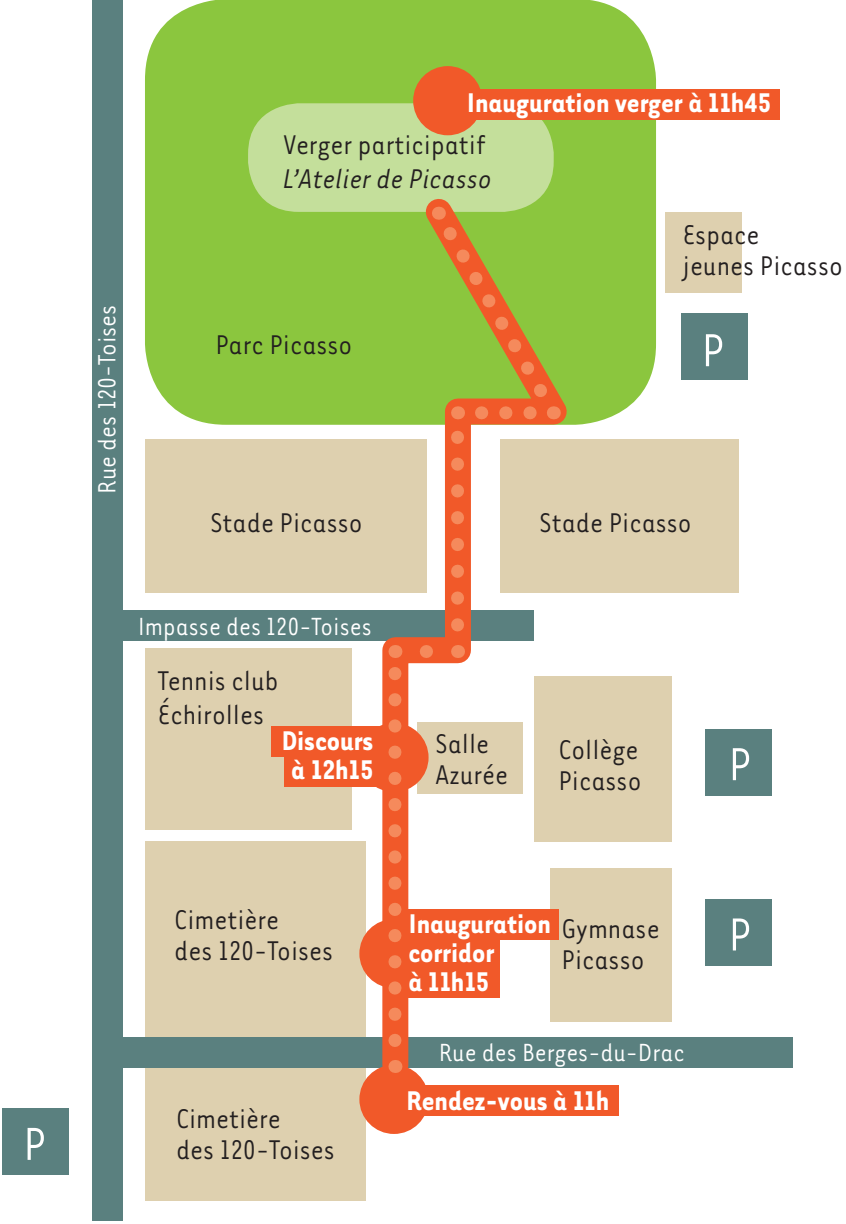 Inauguration verger à 11h45
Verger participatif
L'Atelier de Picasso
Espace
jeunes Picasso
P
Parc Picasso
Rue des 120-Toises
Stade Picasso
Stade Picasso
Impasse des 120-Toises
Tennis club
Échirolles
Discours
à 12h15
Salle
Azurée
Collège
Picasso
P
Cimetière
des 120-Toises
Inauguration
corridor
à 11h15
Gymnase
Picasso
P
Rue des Berges-du-Drac
Rendez-vous à 11h
Cimetière
des 120-Toises
P